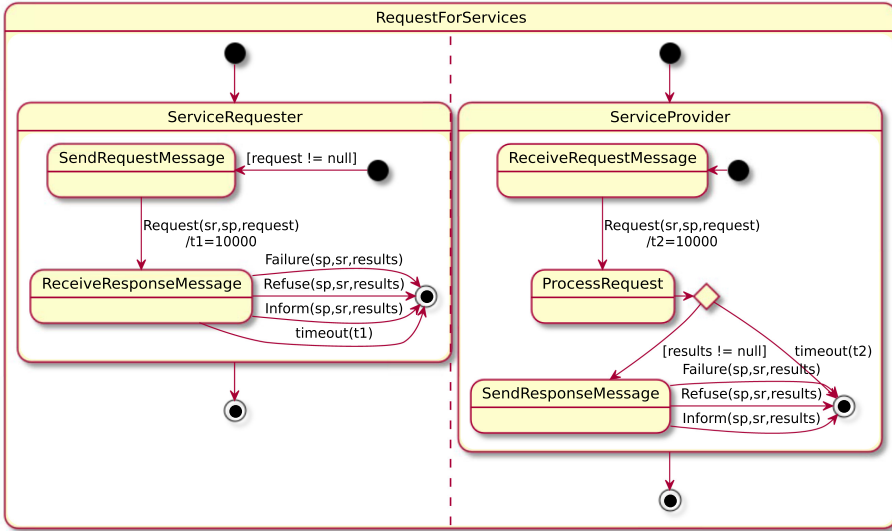 RequestForServices
ServiceRequester
SendRequestMessage
[request != null]
Request(sr,sp,request)
/t1=10000
ReceiveResponseMessage
Failure(sp,sr,results)
Refuse(sp,sr,results)
Inform(sp,sr,results)
timeout(t1)
ServiceProvider
ReceiveRequestMessage
Request(sr,sp,request)
/t2=10000
ProcessRequest
[results != null]
timeout(t2)
SendResponseMessage
Failure(sp,sr,results)
Refuse(sp,sr,results)
Inform(sp,sr,results)